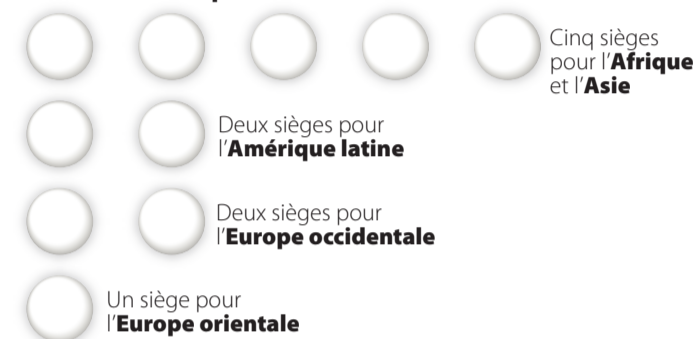 Cinq sièges
pour l'Afrique
et l'Asie
Deux sièges pour
l'Amérique latine
Deux sièges pour
l'Europe occidentale
Un siège pour
l'Europe orientale